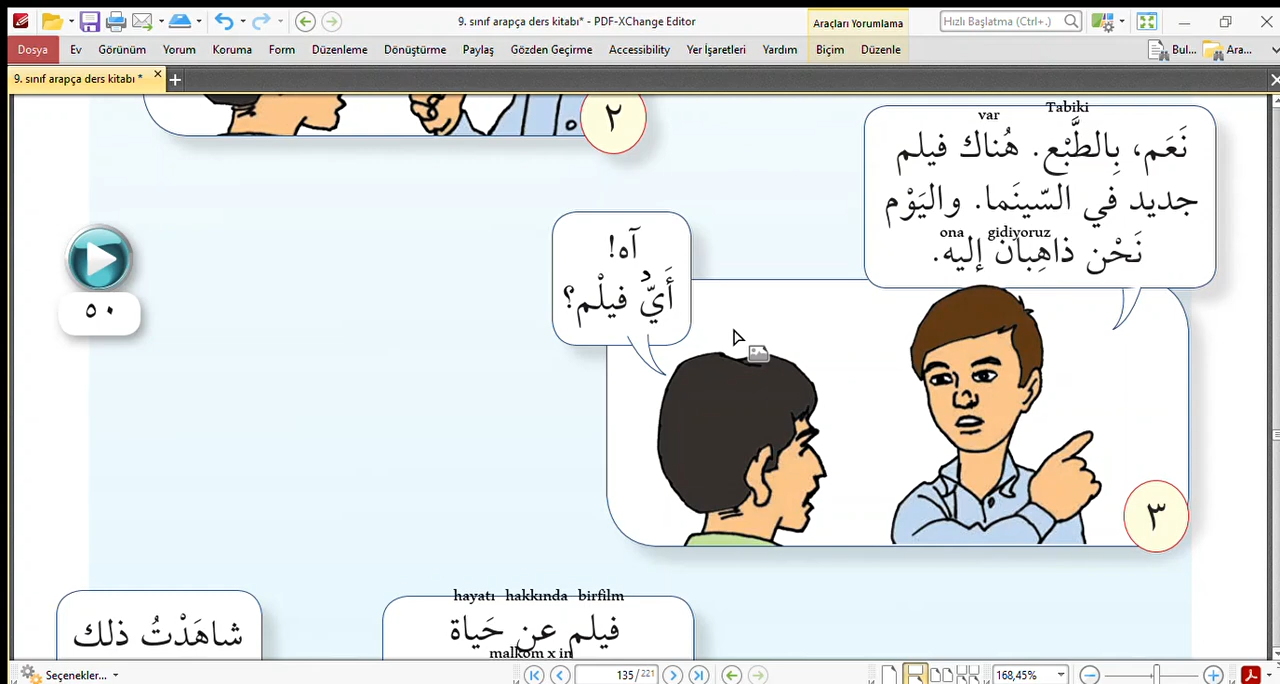 9. sınıf arapça ders kitabı* - PDF-XChange Editor
Araçları Yorumlama
Hızlı Başlatma (Ctrl+.)
Dosya Ev Görünüm Yorum Koruma Form Düzenleme Dönüştürme Paylaş Gözden Geçirme Accessibility Yer İşaretleri Yardım Biçim Düzenle Bul... Ara...
9. sınıf arapça ders kitabı *
٢
Tabiki
var
نَعَم، بِالطَّبْع. هُناك فيلم
جديد في السّينَما. واليَوْم
ona gidiyoruz
نَحْن ذاهِبان إليه.
آه!
أَيُّ فيلْم؟
٥٠
٣
hayatı hakkında birfilm
فيلم عن حَياة
malkom x in
شاهَدْتُ ذلك
Seçenekler...
135 /221
168,45%